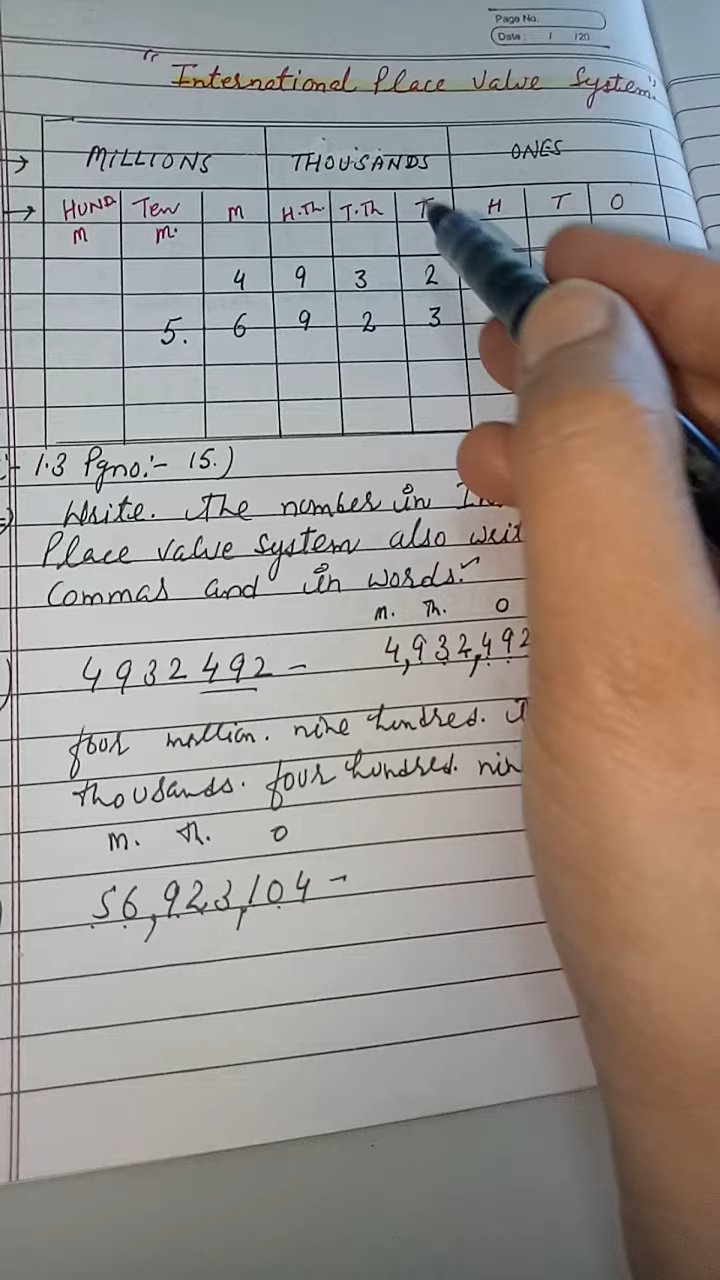 Page No.
Date: / /20
"International Place Value System"
MILLIONS THOUSANDS ONES
HUND Ten M H.Th T.Th T H T O
M M.
4 9 3 2
5. 6 9 2 3
1.3 Pgno:- 15.)
Write. The number in
Place value system also
Commas and in words.
M. Th. O
4932492 - 4,932,492
four million. nine hundred.
thousands. four hundred.
M. Th. O
56,923,104 -